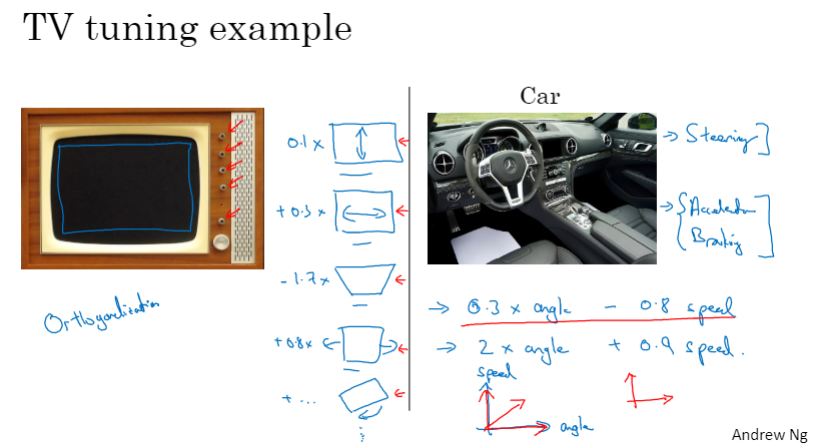 TV tuning example
0.1 x
+ 0.3 x
- 1.7 x
+ 0.8 x
+ ...
Orthogonalization
Car
→ Steering
→ Acceleration
Braking
→ 0.3 x angle - 0.8 speed
→ 2 x angle + 0.9 speed.
speed
angle
Andrew Ng